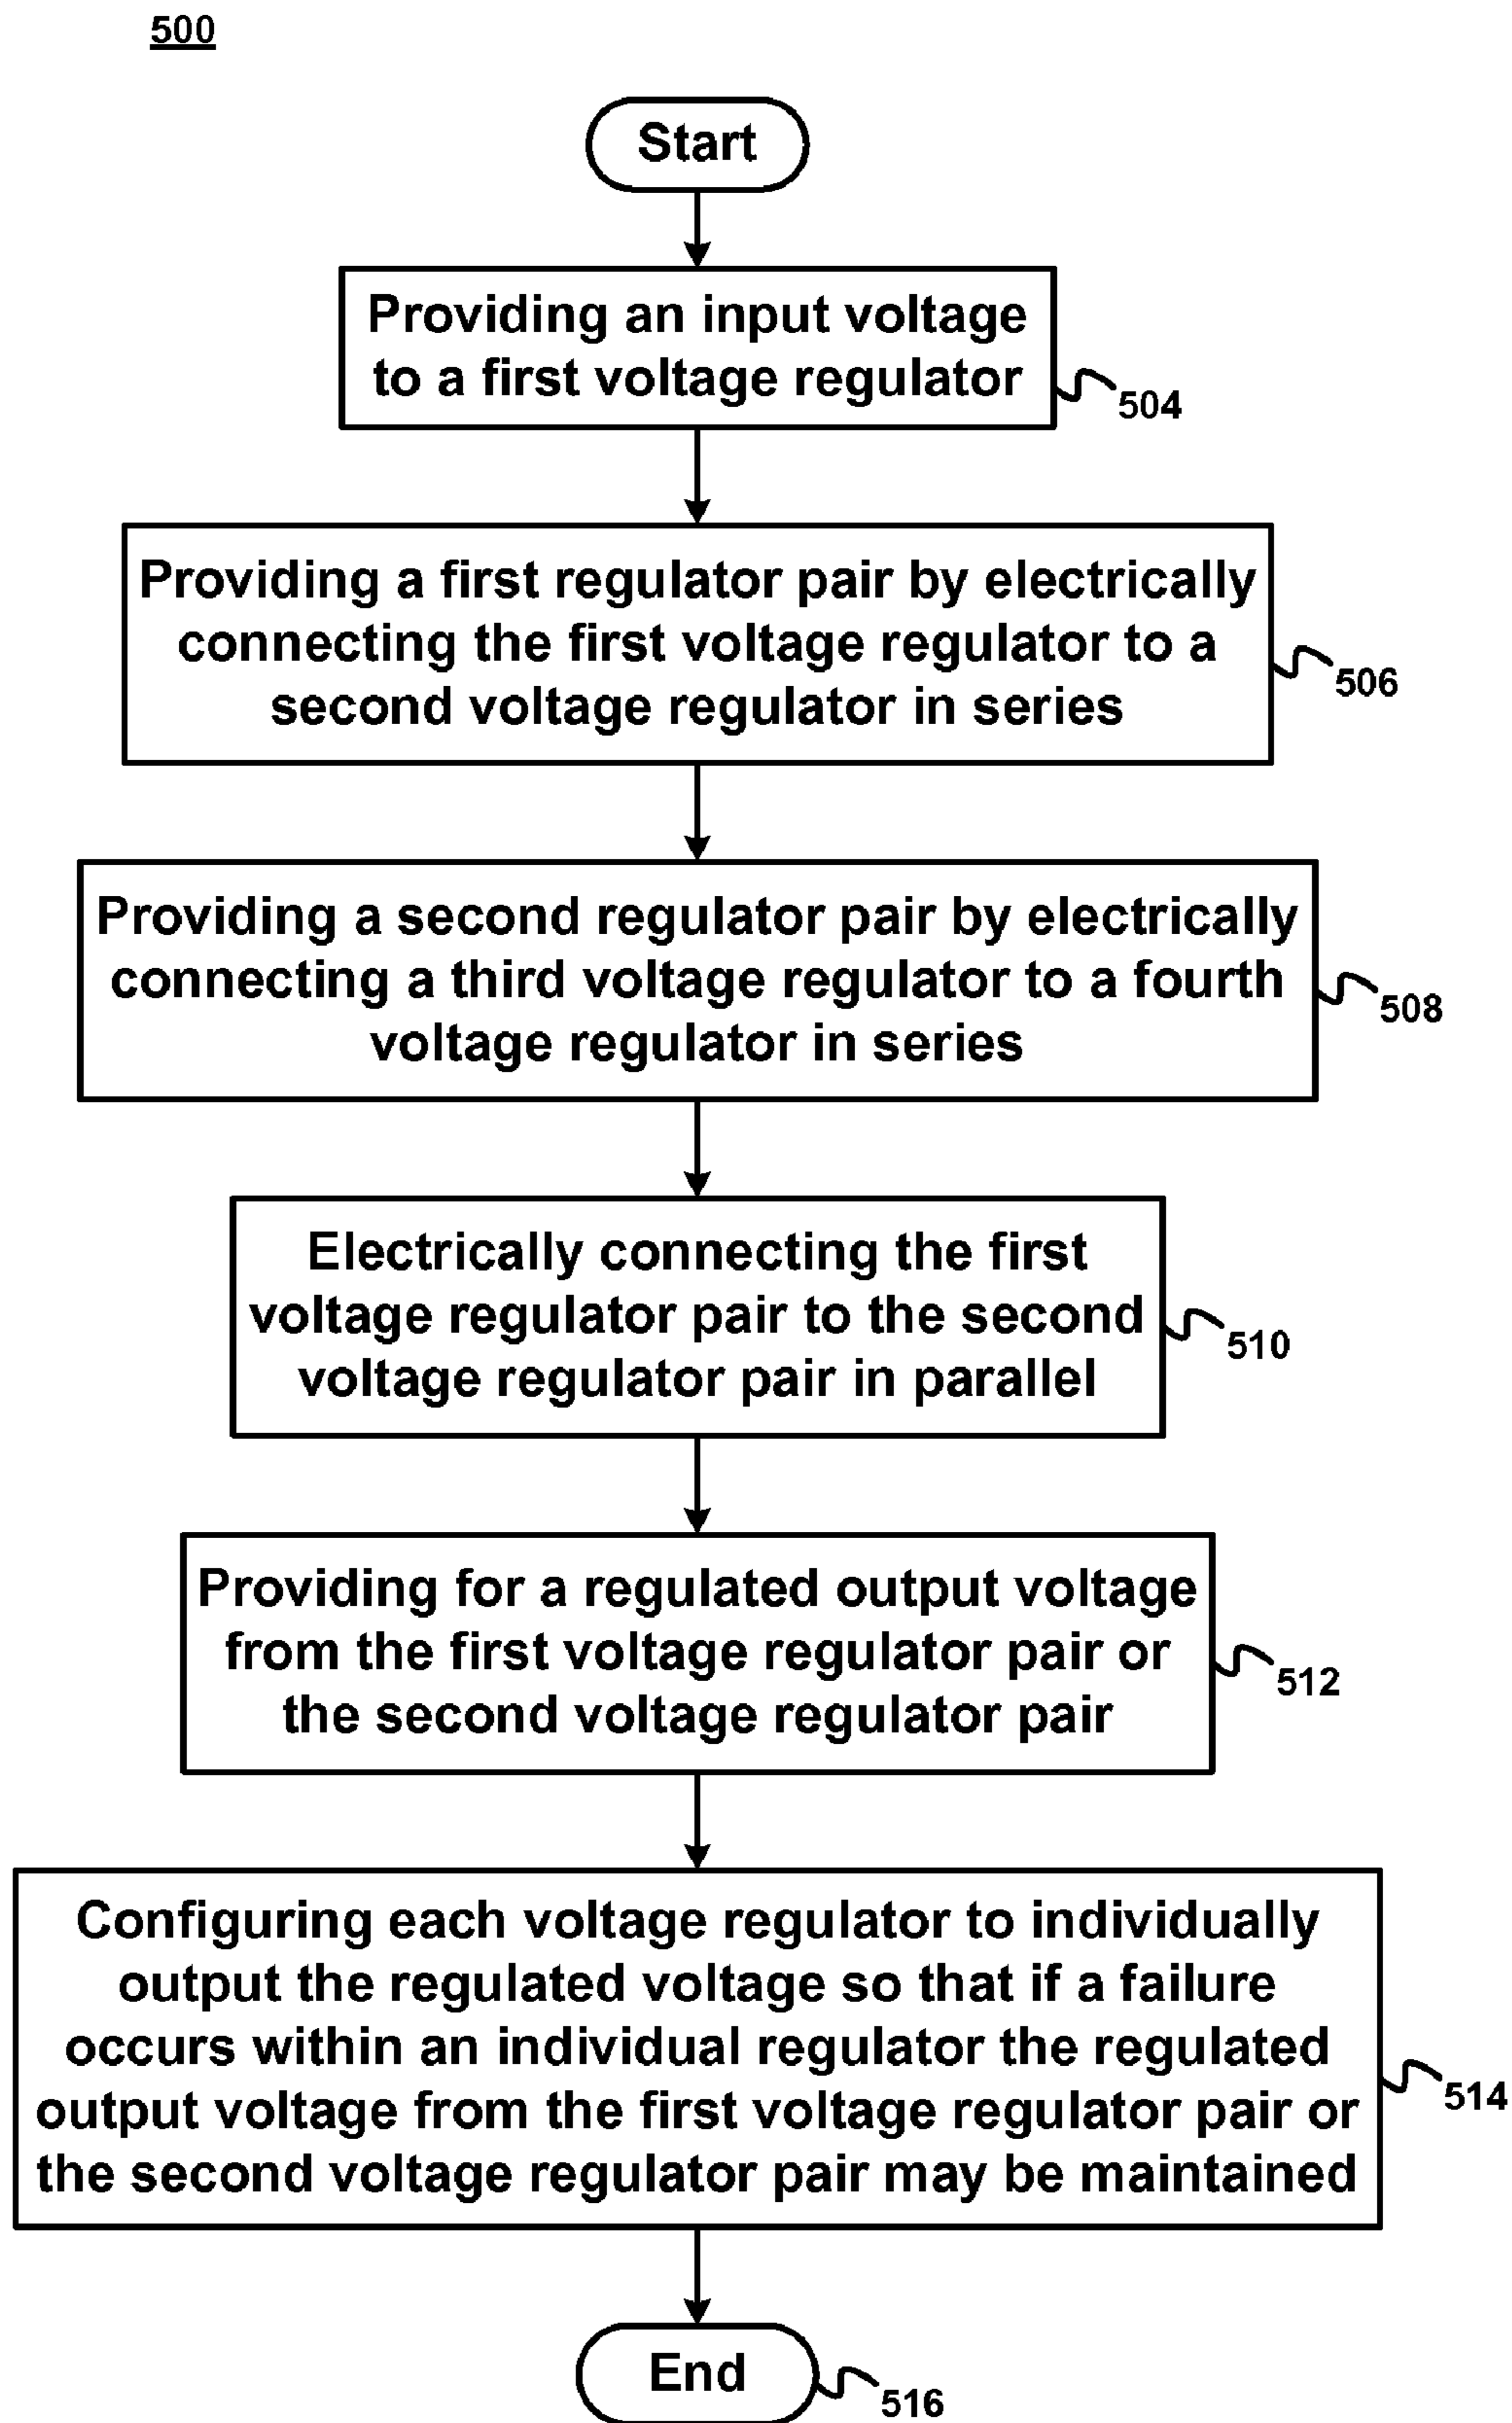 500
Start
Providing an input voltage
to a first voltage regulator
504
Providing a first regulator pair by electrically
connecting the first voltage regulator to a
second voltage regulator in series
506
Providing a second regulator pair by electrically
connecting a third voltage regulator to a fourth
voltage regulator in series
508
Electrically connecting the first
voltage regulator pair to the second
voltage regulator pair in parallel
510
Providing for a regulated output voltage
from the first voltage regulator pair or
the second voltage regulator pair
512
Configuring each voltage regulator to individually
output the regulated voltage so that if a failure
occurs within an individual regulator the regulated
output voltage from the first voltage regulator pair or
the second voltage regulator pair may be maintained
514
End
516